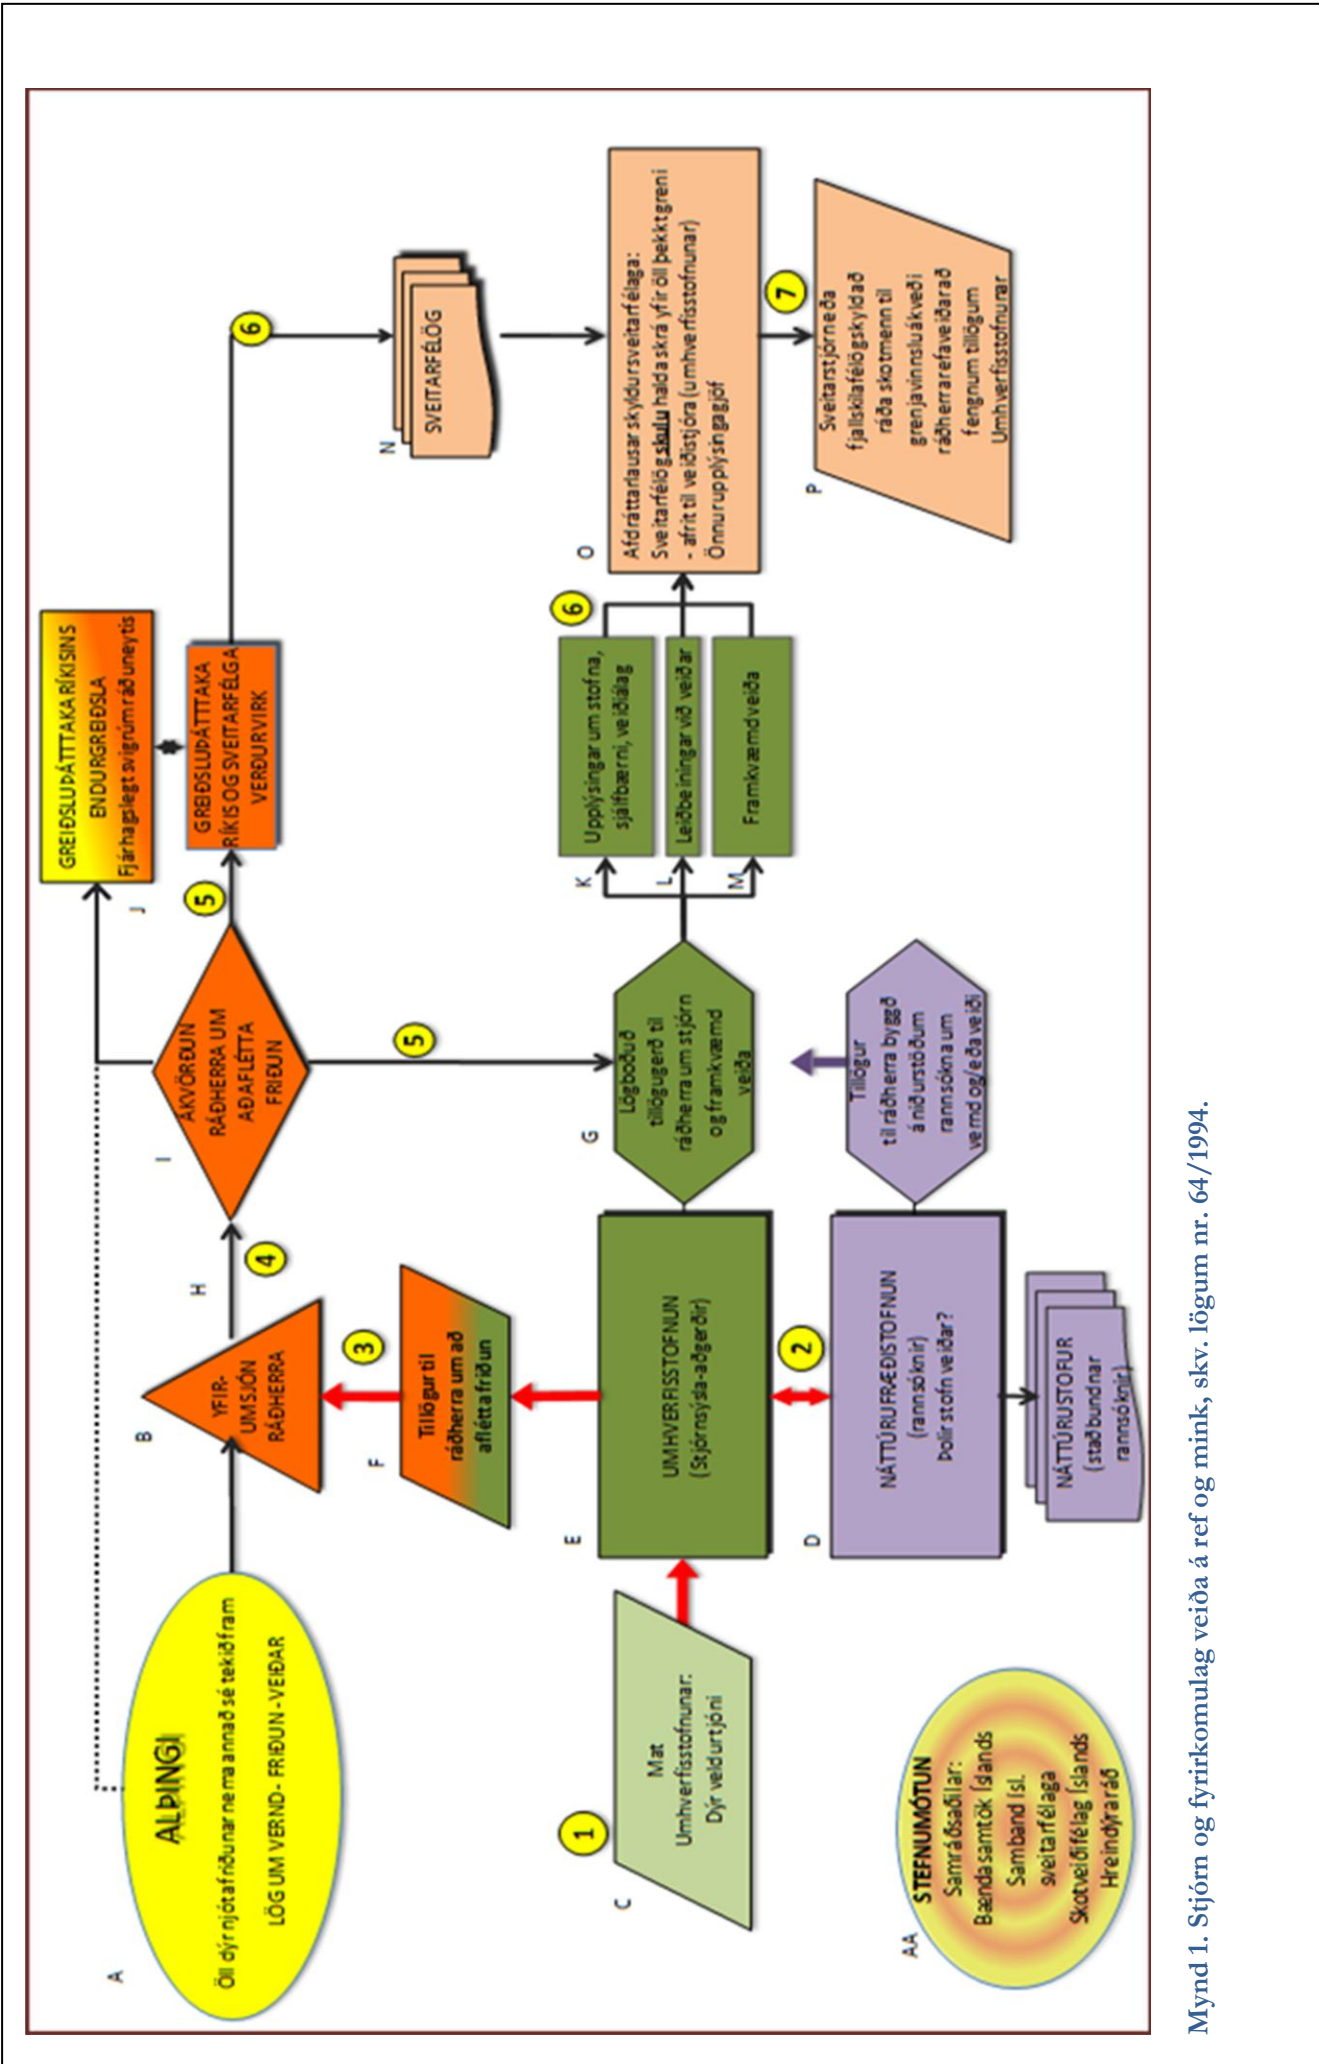 A
ALÞINGI
Öll dýr njóta friðunar nema annað sé tekið fram
LÖG UM VERND - FRIÐUN - VEIÐAR
B
YFIR-
UMSJÓN
RÁÐHERRA
H
4
I
ÁKVÖRÐUN
RÁÐHERRA UM
AÐ AFLÉTTA
FRIÐUN
J
GREIÐSLUÞÁTTTAKA RÍKISINS
ENDURGREIÐSLA
Fjárhagslegt svigrúm ráðuneytis
5
GREIÐSLUÞÁTTTAKA
RÍKIS OG SVEITARFÉLGA
VERÐUR VIRK
6
N
SVEITARFÉLÖG
3
F
Tillögur til
ráðherra um að
aflétta friðun
5
1
C
Mat
Umhverfisstofnunar:
Dýr veldur tjóni
E
UMHVERFISSTOFNUN
(Stjórnsýsla-aðgerðir)
G
Lögboðuð
tillögugerð til
ráðherra um stjórn
og framkvæmd
veiða
K
Upplýsingar um stofna,
sjálfbærni, veiðiálag
L
Leiðbeiningar við veiðar
M
Framkvæmd veiða
6
O
Afdráttarlausar skyldur sveitarfélaga:
Sveitarfélög skulu halda skrá yfir öll þekkt greni
- afrit til veiðistjóra (umhverfisstofnunar)
Önnur upplýsingagjöf
7
P
Sveitarstjórn eða
fjallskilafélög skyldað
ráða skotmenn til
grenjavinnslu ákveði
ráðherra refaveiðar að
fengnum tillögum
Umhverfisstofnunar
2
D
NÁTTÚRUFRÆÐISTOFNUN
(rannsóknir)
Þolir stofn veiðar?
Tillögur
til ráðherra byggð
á niðurstöðum
rannsókna um
vernd og/eða veiði
NÁTTÚRUSTOFUR
(staðbundnar
rannsóknir)
AA
STEFNUMÓTUN
Samráðsaðilar:
Bændasamtök Íslands
Samband ísl.
sveitarfélaga
Skotveiðifélag Íslands
Hreindýraráð
Mynd 1. Stjórn og fyrirkomulag veiða á ref og mink, skv. lögum nr. 64/1994.